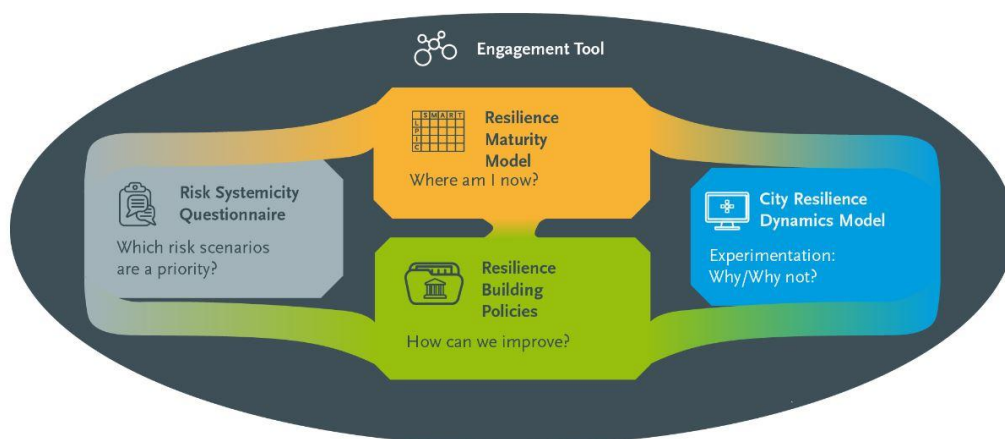 Engagement Tool
SMART
L
P
I
C
Resilience
Maturity
Model
Where am I now?
Risk Systemicity
Questionnaire
Which risk scenarios
are a priority?
City Resilience
Dynamics Model
Experimentation:
Why/Why not?
Resilience
Building
Policies
How can we improve?